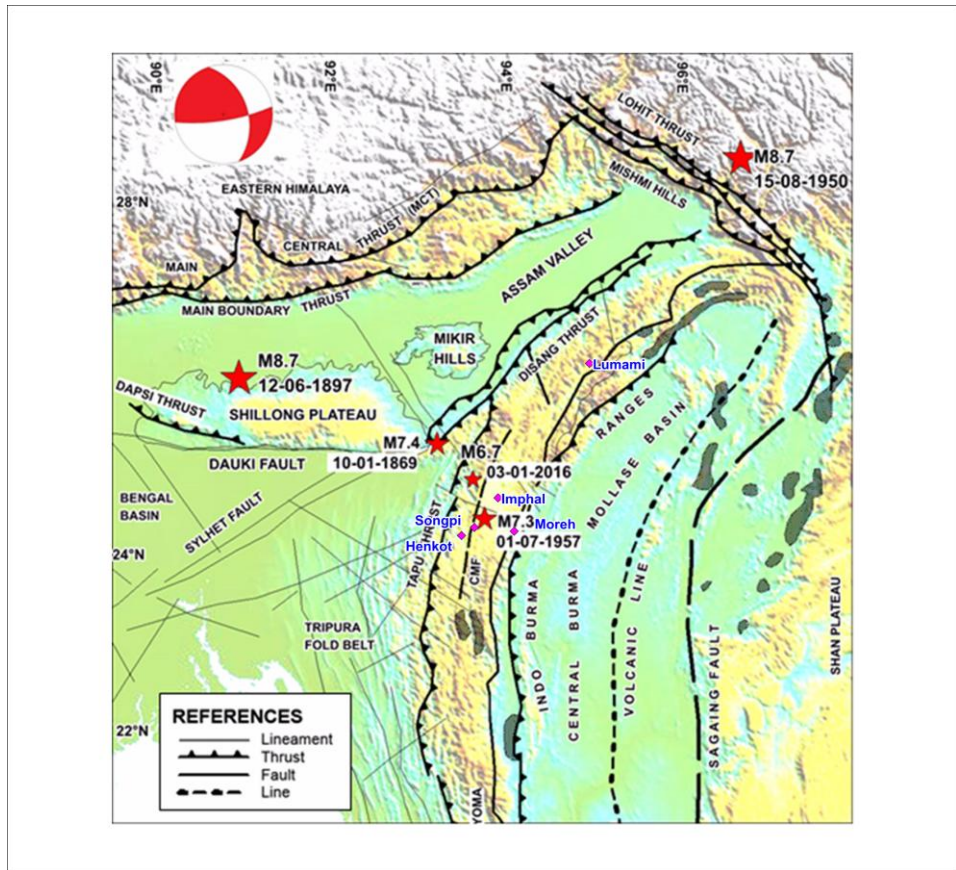 90°E
92°E
94°E
96°E
LOHIT THRUST
M8.7
15-08-1950
MISHMI HILLS
EASTERN HIMALAYA
28°N
MAIN CENTRAL THRUST (MCT)
ASSAM VALLEY
MAIN BOUNDARY THRUST
MIKIR
HILLS
DISANG THRUST
Lumami
M8.7
12-06-1897
DAPSI THRUST
SHILLONG PLATEAU
M7.4
10-01-1869
M6.7
03-01-2016
DAUKI FAULT
BENGAL
BASIN
SYLHET FAULT
Imphal
Songpi
M7.3
Moreh
Henkot
01-07-1957
24°N
TAPU THRUST
CMF
TRIPURA
FOLD BELT
INDO BURMA RANGES
CENTRAL BURMA MOLLASE BASIN
VOLCANIC LINE
SAGAING FAULT
SHAN PLATEAU
22°N
YOMA
REFERENCES
Lineament
Thrust
Fault
Line